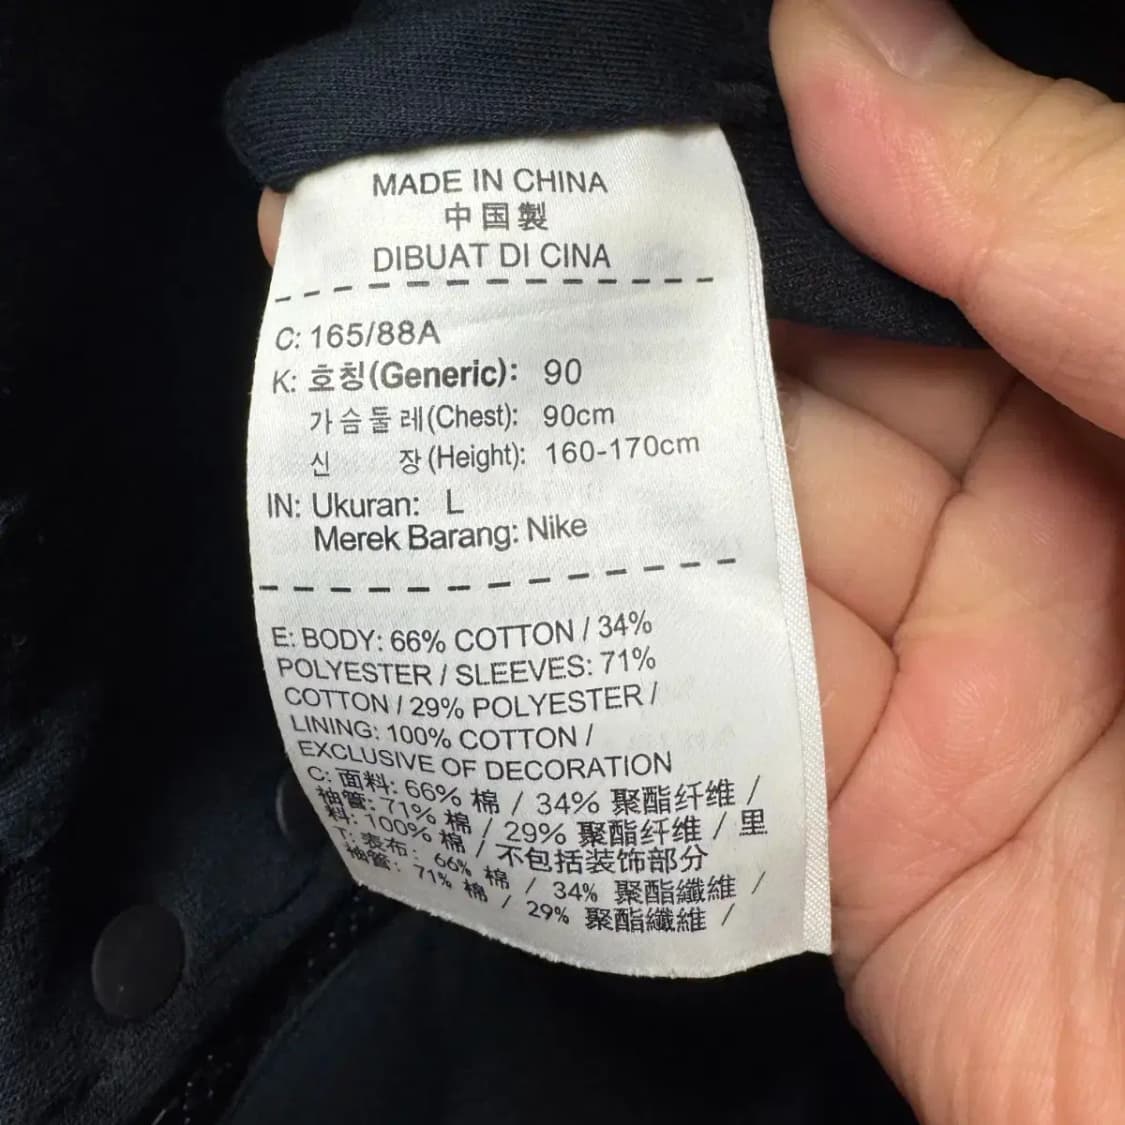 MADE IN CHINA
中国製
DIBUAT DI CINA
C: 165/88A
K: 호칭(Generic): 90
가슴둘레(Chest): 90cm
신 장(Height): 160-170cm
IN: Ukuran: L
Merek Barang: Nike
E: BODY: 66% COTTON / 34%
POLYESTER / SLEEVES: 71%
COTTON / 29% POLYESTER /
LINING: 100% COTTON /
EXCLUSIVE OF DECORATION
C: 面料: 66% 棉 / 34% 聚酯纤维 /
袖管: 71% 棉 / 29% 聚酯纤维 / 里
料: 100% 棉 / 不包括装饰部分
T: 表布: 66% 棉 / 34% 聚酯纖維 /
袖管: 71% 棉 / 29% 聚酯纖維 /